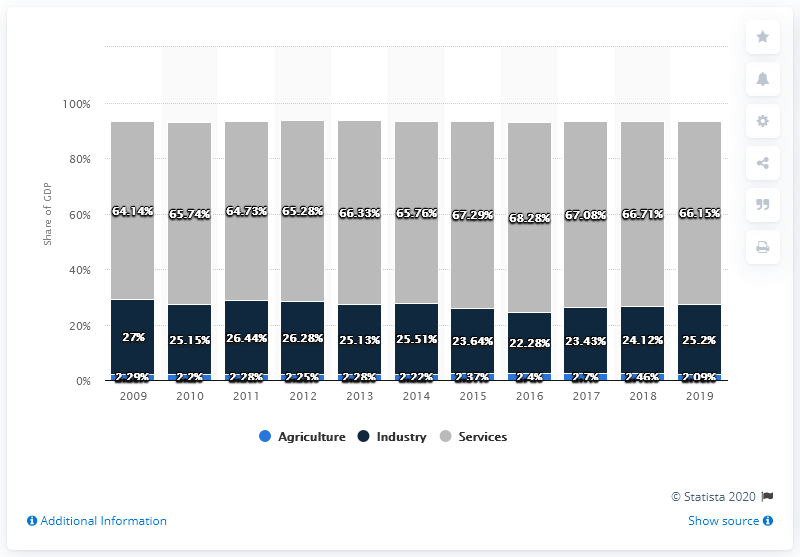 100%
80%
60%
40%
20%
0%
Share of GDP
64.14% 65.74% 64.73% 65.28% 66.33% 65.76% 67.29% 68.28% 67.08% 66.71% 66.15%
27% 25.15% 26.44% 26.28% 25.13% 25.51% 23.64% 22.28% 23.43% 24.12% 25.2%
2.29% 2.2% 2.28% 2.25% 2.28% 2.22% 2.37% 2.4% 2.7% 2.46% 2.09%
2009 2010 2011 2012 2013 2014 2015 2016 2017 2018 2019
Agriculture Industry Services
© Statista 2020
Additional Information
Show source